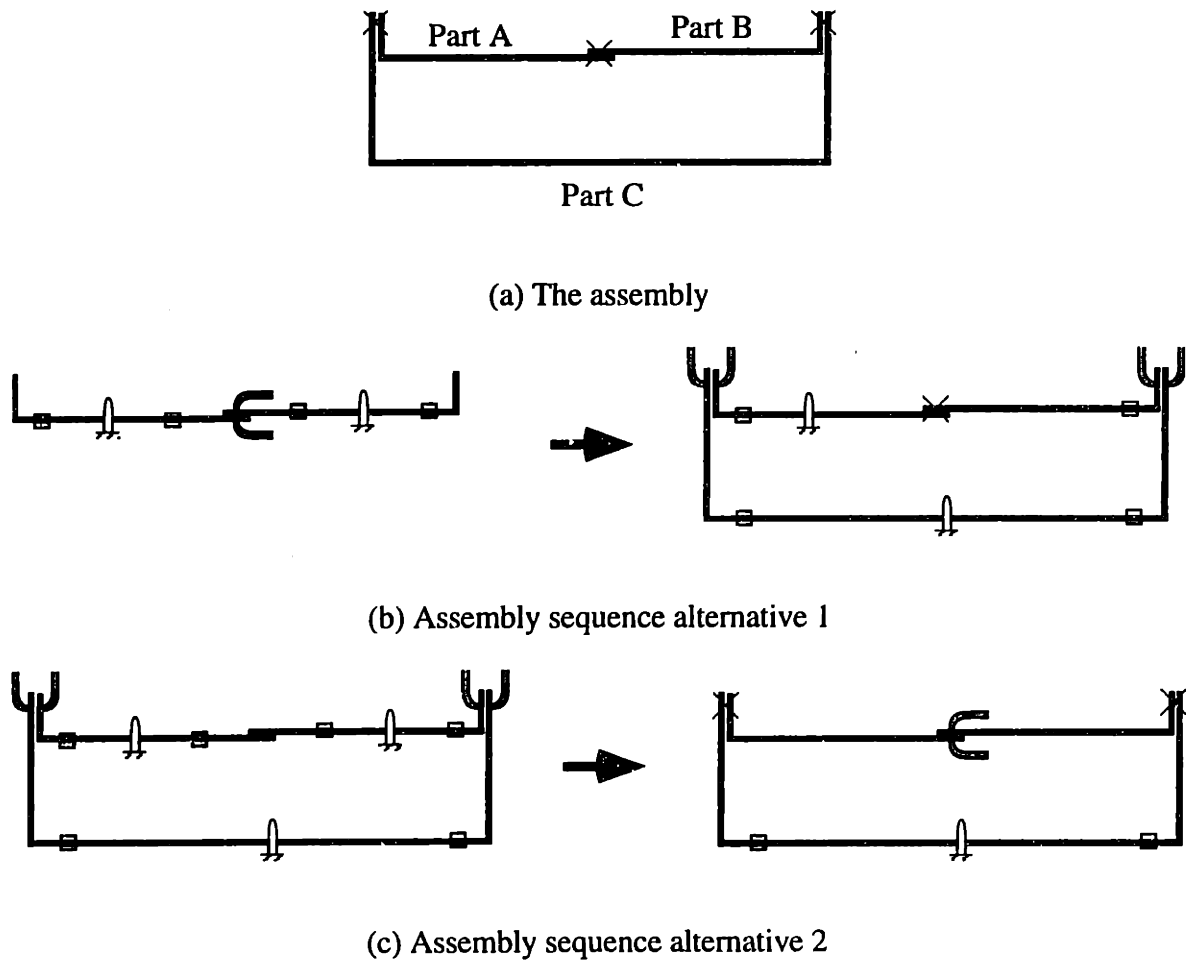 Part A
Part B
Part C
(a) The assembly
(b) Assembly sequence alternative 1
(c) Assembly sequence alternative 2